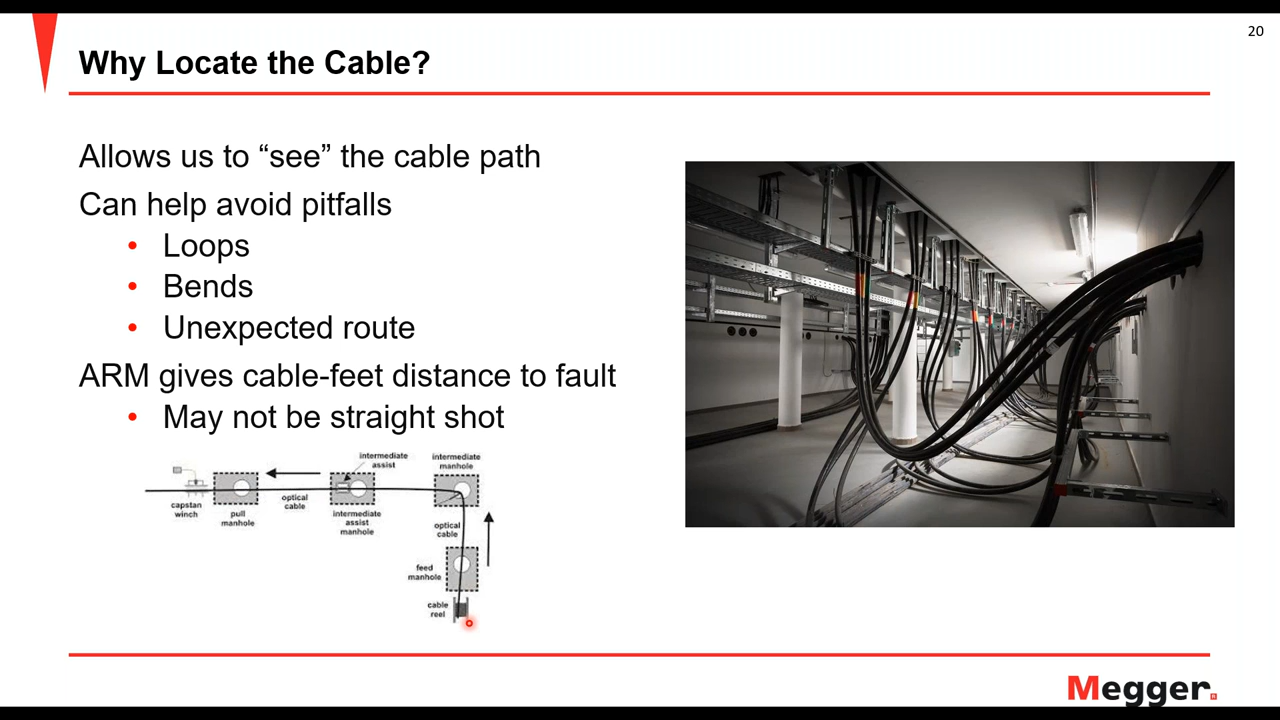 20
Why Locate the Cable?
Allows us to “see” the cable path
Can help avoid pitfalls
• Loops
• Bends
• Unexpected route
ARM gives cable-feet distance to fault
• May not be straight shot
intermediate
assist
intermediate
manhole
capstan
winch
pull
manhole
optical
cable
intermediate
assist
manhole
optical
cable
feed
manhole
cable
reel
Megger